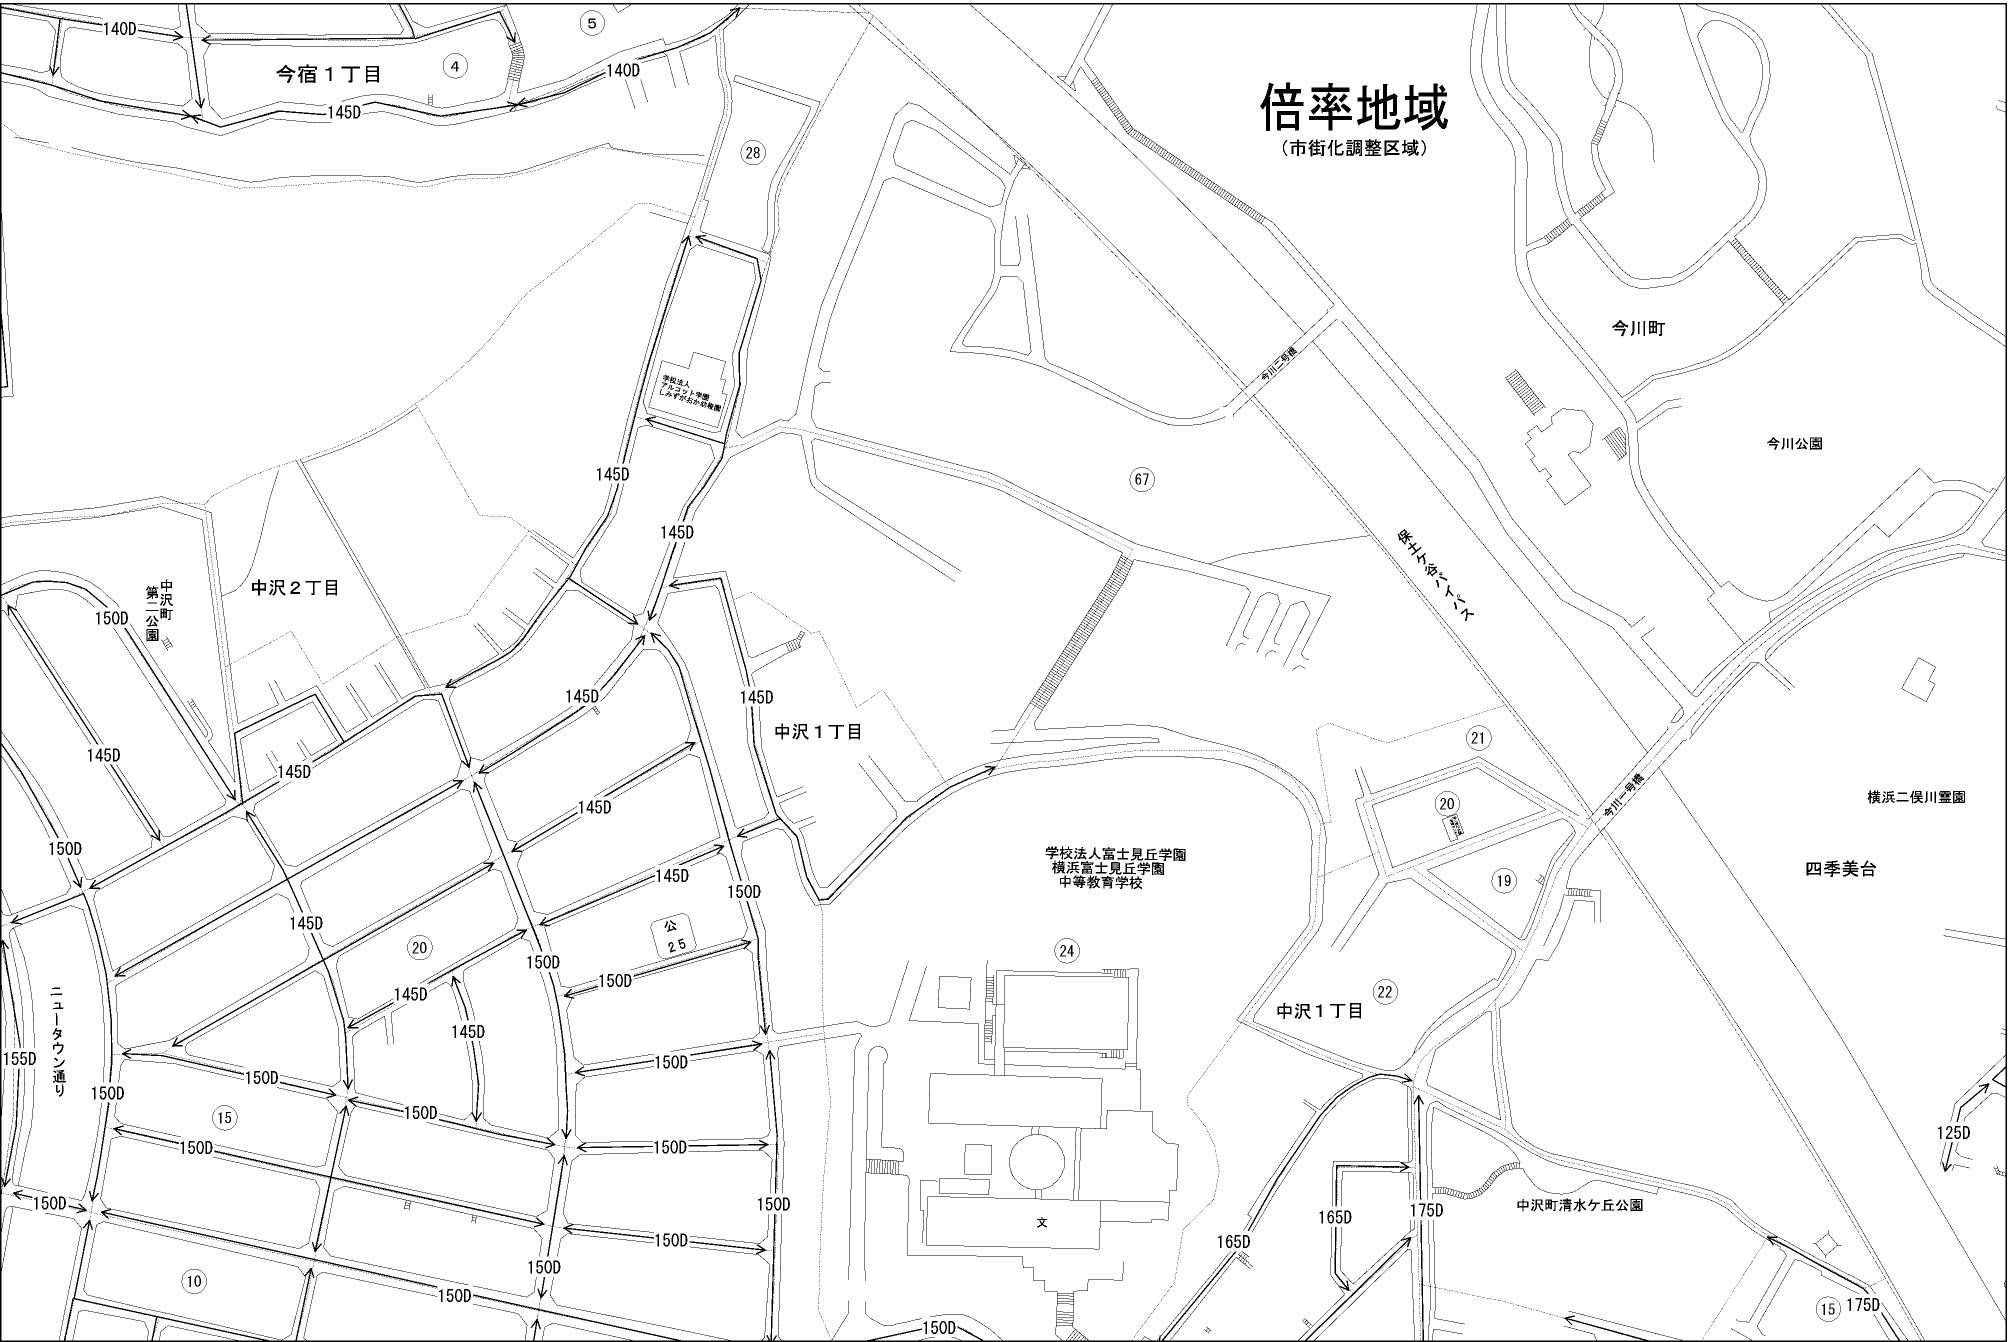 140D
5
4
今宿１丁目
140D
145D
倍率地域
（市街化調整区域）
28
今川町
今川二号橋
学校法人
アルコット学園
しみずがおか幼稚園
今川公園
145D
67
145D
保土ケ谷バイパス
中沢２丁目
中沢町
第二公園
150D
145D
145D
中沢１丁目
21
145D
145D
今川一号橋
横浜二俣川霊園
145D
20
150D
学校法人富士見丘学園
横浜富士見丘学園
中等教育学校
四季美台
145D
150D
19
145D
公
25
20
24
150D
150D
145D
22
中沢１丁目
ニュータウン通り
145D
155D
150D
150D
150D
150D
15
150D
125D
150D
150D
150D
150D
中沢町清水ケ丘公園
175D
165D
文
150D
165D
150D
10
150D
15
175D
150D